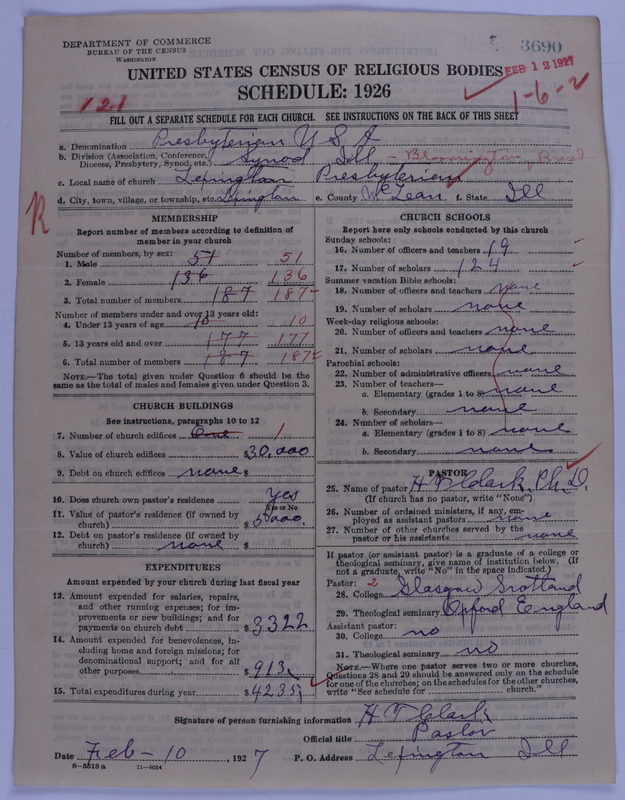 DEPARTMENT OF COMMERCE
BUREAU OF THE CENSUS
WASHINGTON
3690
FEB 12 1927
UNITED STATES CENSUS OF RELIGIOUS BODIES
SCHEDULE: 1926
121
1-6-2
FILL OUT A SEPARATE SCHEDULE FOR EACH CHURCH. SEE INSTRUCTIONS ON THE BACK OF THIS SHEET
a. Denomination Presbyterian U S A
b. Division (Association, Conference, Diocese, Presbytery, Synod, etc.) Synod Ill - Bloomington, Presb
c. Local name of church Lexington Presbyterian
d. City, town, village, or township, etc. Lexington e. County McLean f. State Ill
R
MEMBERSHIP
Report number of members according to definition of
member in your church
Number of members, by sex:
1. Male 51 51
2. Female 136 136
3. Total number of members 187 187
Number of members under and over 13 years old:
4. Under 13 years of age 10 10
5. 13 years old and over 177 177
6. Total number of members 187 187
NOTE.—The total given under Question 6 should be
same as the total of males and females given under Question 3.
CHURCH BUILDINGS
See instructions, paragraphs 10 to 12
7. Number of church edifices One 1
8. Value of church edifices $30,000
9. Debt on church edifices none $
10. Does church own pastor's residence Yes
Yes or No
11. Value of pastor's residence (if owned by
church) $5000.
12. Debt on pastor's residence (if owned by
church) none $
EXPENDITURES
Amount expended by your church during last fiscal year
13. Amount expended for salaries, repairs,
and other running expenses; for im-
provements or new buildings; and for
payments on church debt $3322
14. Amount expended for benevolences, in-
cluding home and foreign missions; for
denominational support; and for all
other purposes $913.
15. Total expenditures during year $4235
CHURCH SCHOOLS
Report here only schools conducted by this church
Sunday schools:
16. Number of officers and teachers 19
17. Number of scholars 124
Summer vacation Bible schools:
18. Number of officers and teachers none
19. Number of scholars none
Week-day religious schools:
20. Number of officers and teachers none
21. Number of scholars none
Parochial schools:
22. Number of administrative officers none
23. Number of teachers—
a. Elementary (grades 1 to 8) none
b. Secondary none
24. Number of scholars—
a. Elementary (grades 1 to 8) none
b. Secondary none
PASTOR
25. Name of pastor H T Clark, Ph. D.
(If church has no pastor, write "None")
26. Number of ordained ministers, if any, em-
ployed as assistant pastors none
27. Number of other churches served by the
pastor or his assistants none
If pastor (or assistant pastor) is a graduate of a college or
theological seminary, give name of institution below. (If
not a graduate, write "No" in the space indicated.)
Pastor: 2
28. College Glasgow Scotland
29. Theological seminary Oxford England
Assistant pastor:
30. College no
31. Theological seminary no
NOTE.—Where one pastor serves two or more churches,
Questions 28 and 29 should be answered only on the schedule
for one of the churches; on the schedules for the other churches,
write "See schedule for church."
Signature of person furnishing information H T Clark
Official title Pastor
Date Feb - 10, 1927 P. O. Address Lexington Ill
8—5518 a 11—9654